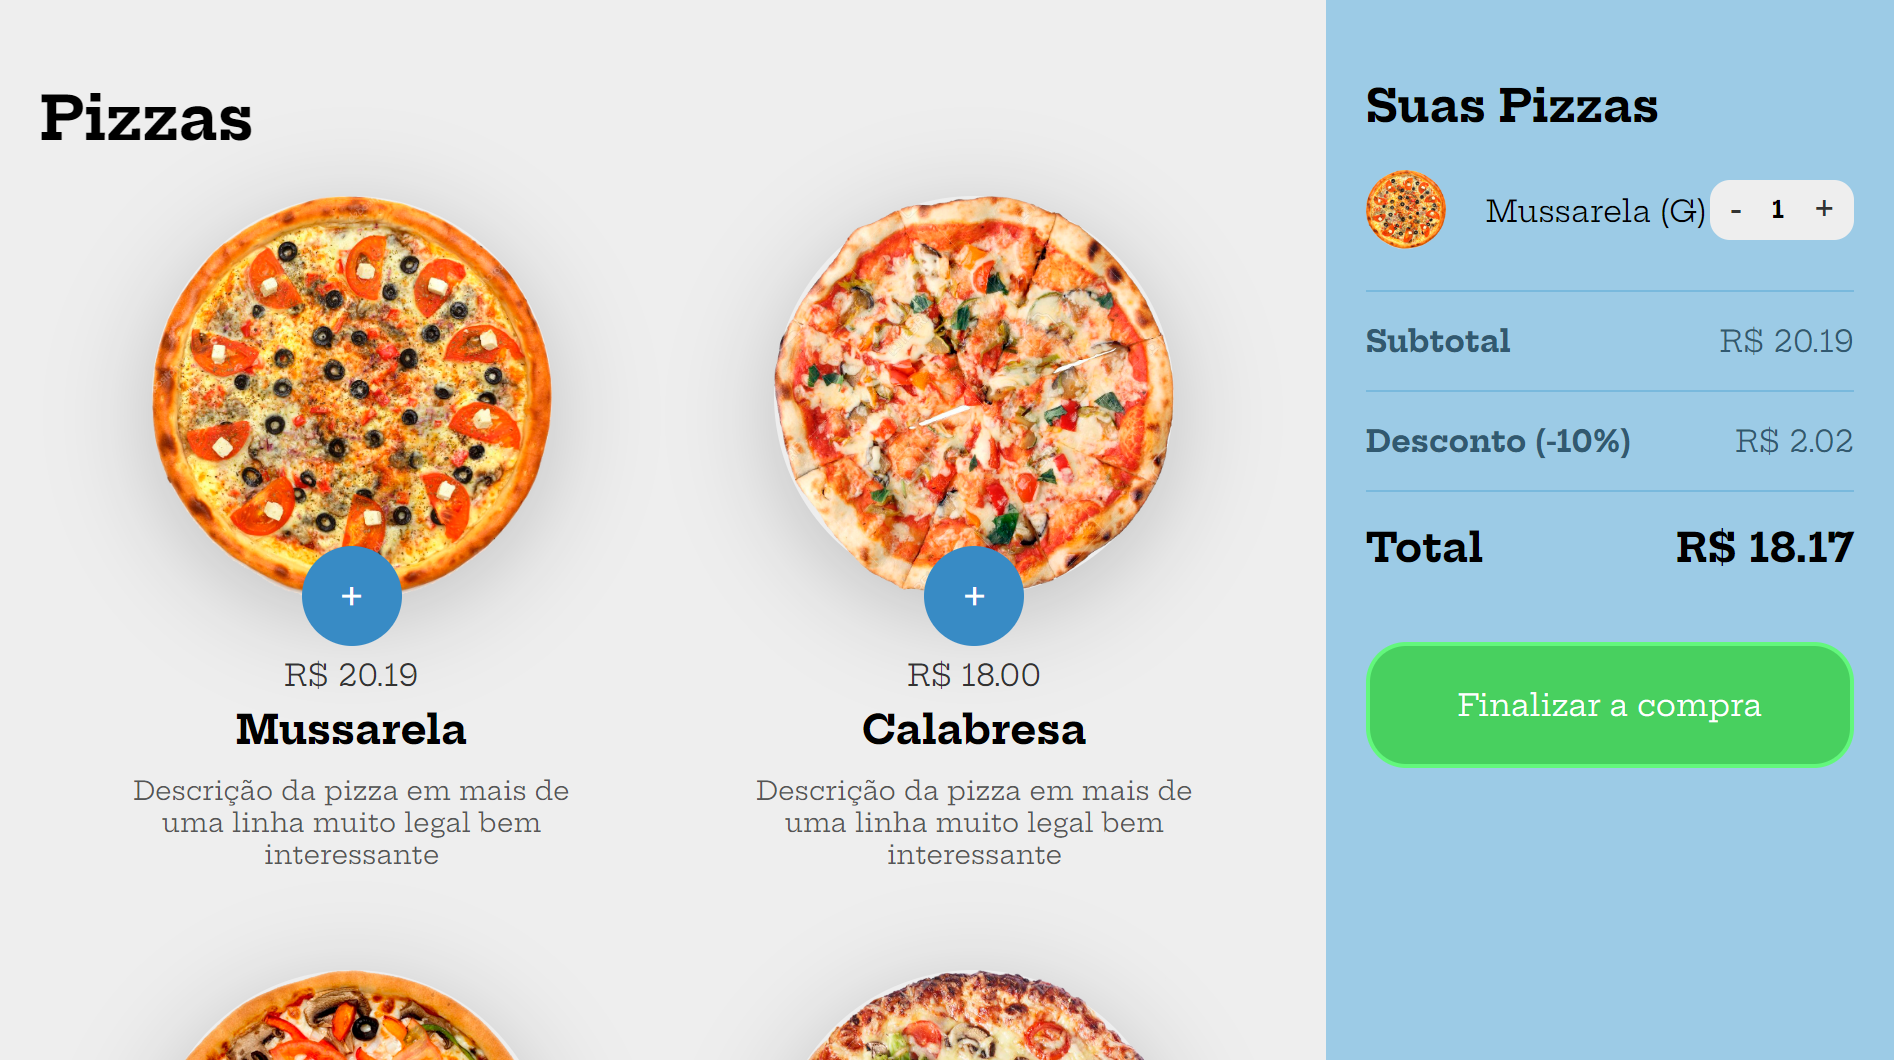 Pizzas
+
R$ 20.19
Mussarela
Descrição da pizza em mais de
uma linha muito legal bem
interessante
+
R$ 18.00
Calabresa
Descrição da pizza em mais de
uma linha muito legal bem
interessante
Suas Pizzas
Mussarela (G) - 1 +
Subtotal R$ 20.19
Desconto (-10%) R$ 2.02
Total R$ 18.17
Finalizar a compra